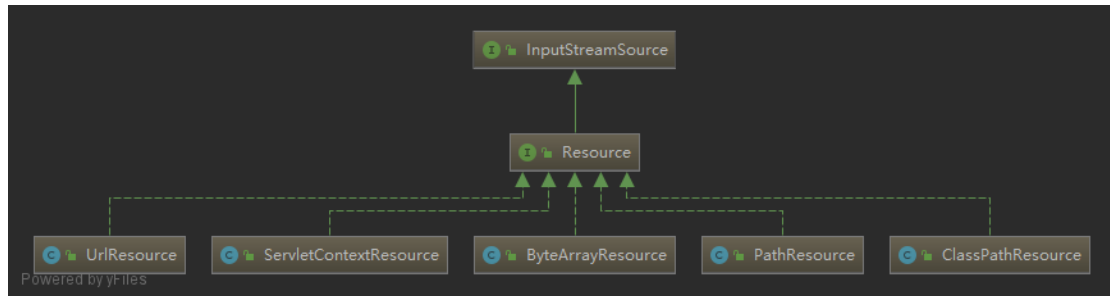 I InputStreamSource
I Resource
C UrlResource
C ServletContextResource
C ByteArrayResource
C PathResource
C ClassPathResource
Powered by yFiles